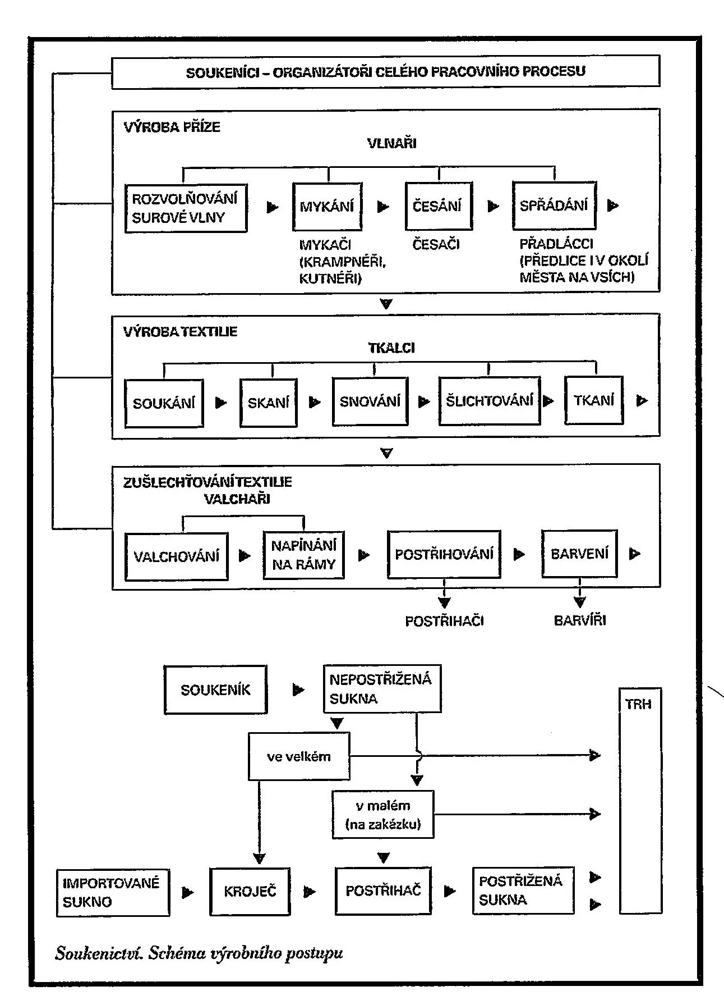 SOUKENÍCI – ORGANIZÁTOŘI CELÉHO PRACOVNÍHO PROCESU
VÝROBA PŘÍZE
VLNAŘI
ROZVOLŇOVÁNÍ
SUROVÉ VLNY
MYKÁNÍ
ČESÁNÍ
SPŘÁDÁNÍ
MYKAČI
(KRAMPNÉŘI,
KUTNÉŘI)
ČESAČI
PŘADLÁCCI
(PŘEDLICE I V OKOLÍ
MĚSTA NA VSÍCH)
VÝROBA TEXTILIE
TKALCI
SOUKÁNÍ
SKANÍ
SNOVÁNÍ
ŠLICHTOVÁNÍ
TKANÍ
ZUŠLECHŤOVÁNÍ TEXTILIE
VALCHAŘI
VALCHOVÁNÍ
NAPÍNÁNÍ
NA RÁMY
POSTŘIHOVÁNÍ
BARVENÍ
POSTŘIHAČI
BARVÍŘI
SOUKENÍK
NEPOSTŘIŽENÁ
SUKNA
TRH
ve velkém
v malém
(na zakázku)
IMPORTOVANÉ
SUKNO
KROJEČ
POSTŘIHAČ
POSTŘIŽENÁ
SUKNA
Soukenictví. Schéma výrobního postupu